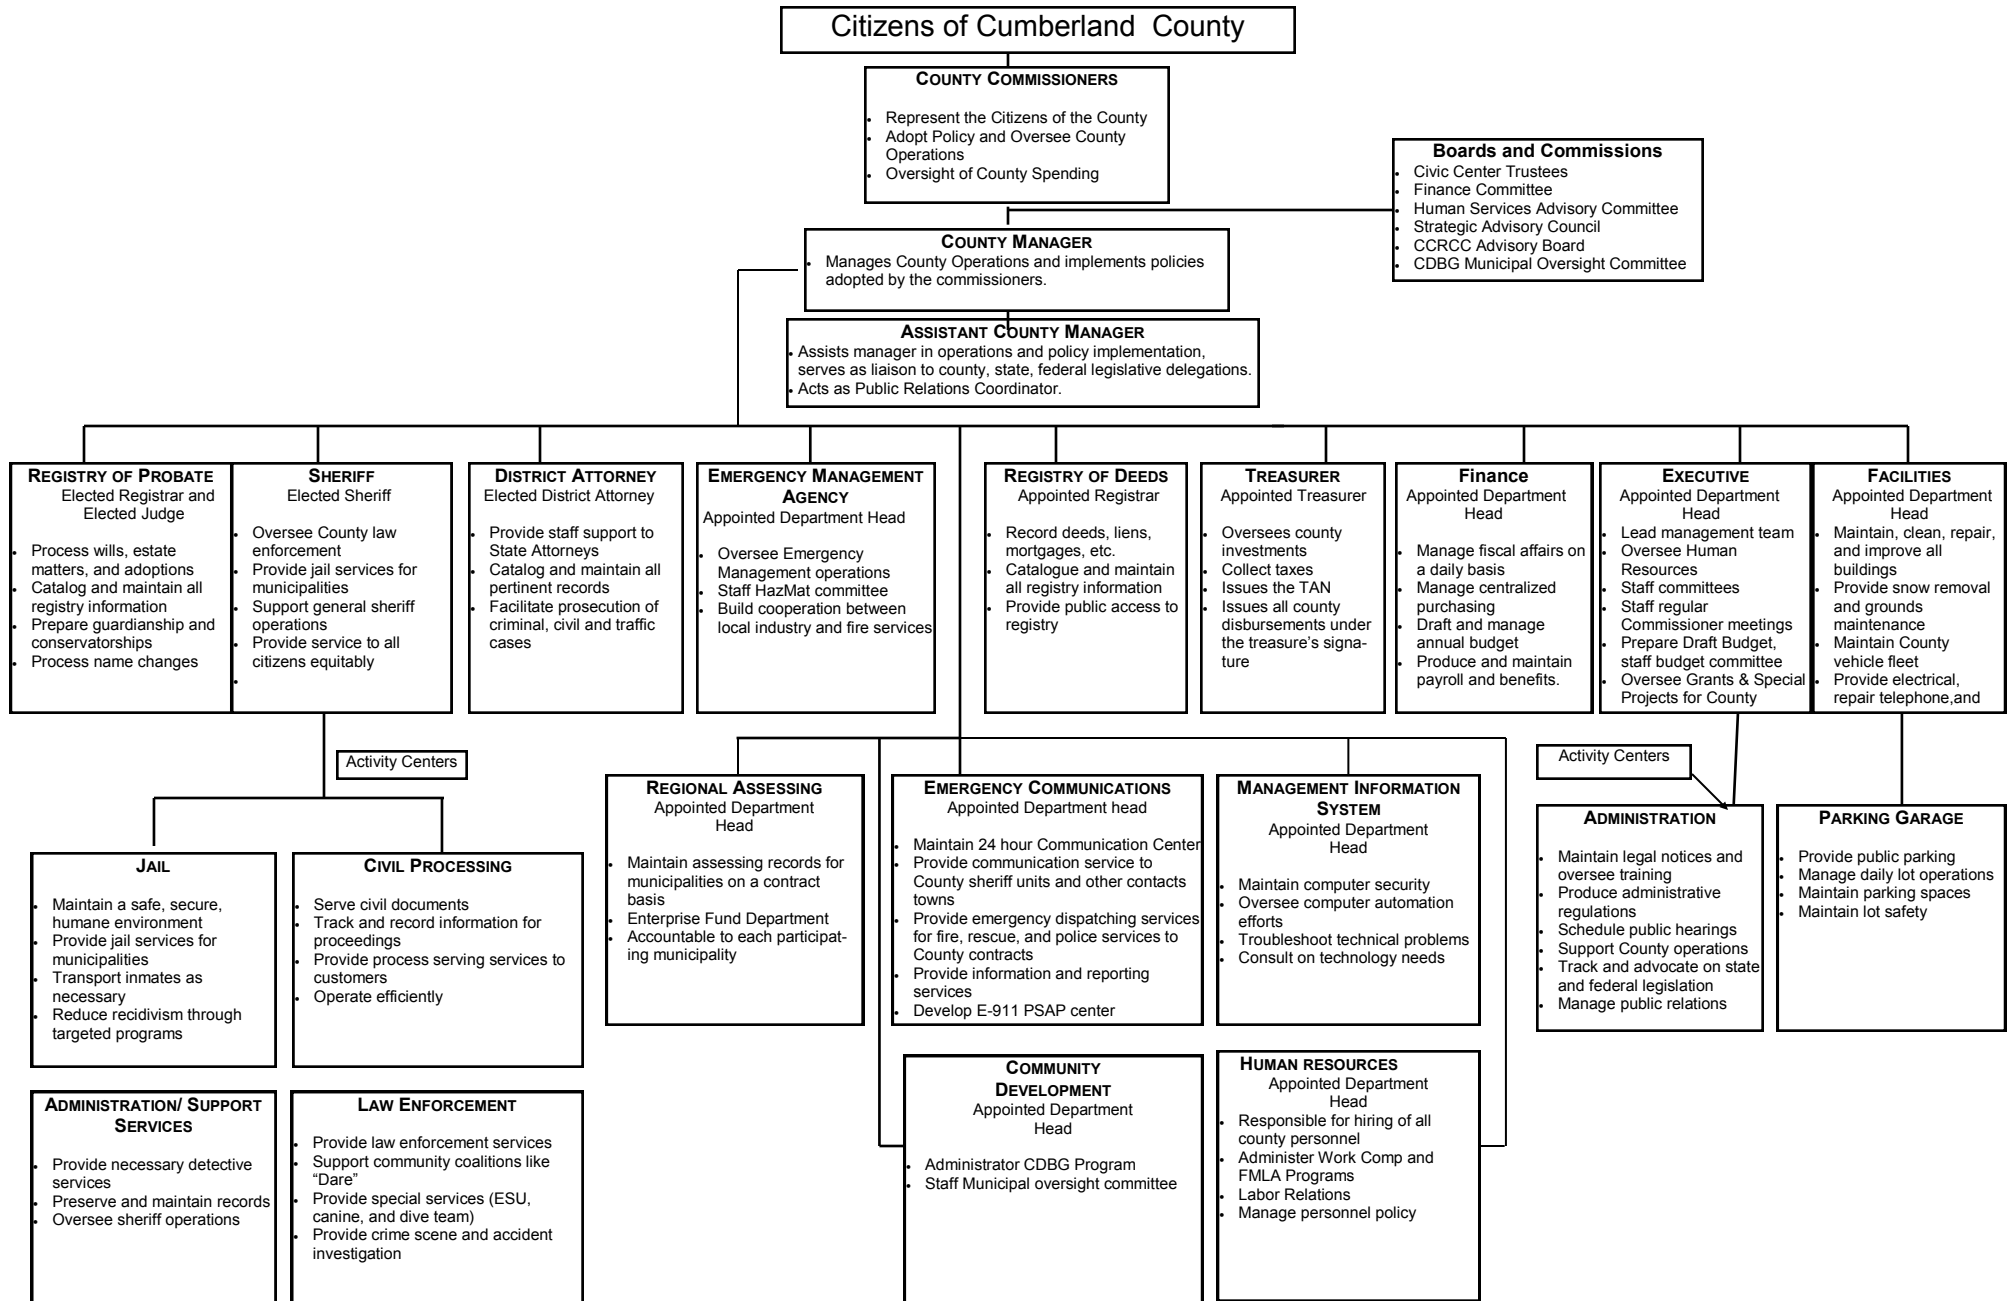 Citizens of Cumberland County
COUNTY COMMISSIONERS
• Represent the Citizens of the County
• Adopt Policy and Oversee County
Operations
• Oversight of County Spending
Boards and Commissions
• Civic Center Trustees
• Finance Committee
• Human Services Advisory Committee
• Strategic Advisory Council
• CCRCC Advisory Board
• CDBG Municipal Oversight Committee
COUNTY MANAGER
• Manages County Operations and implements policies
adopted by the commissioners.
ASSISTANT COUNTY MANAGER
• Assists manager in operations and policy implementation,
serves as liaison to county, state, federal legislative delegations.
• Acts as Public Relations Coordinator.
REGISTRY OF PROBATE
Elected Registrar and
Elected Judge
• Process wills, estate
matters, and adoptions
• Catalog and maintain all
registry information
• Prepare guardianship and
conservatorships
• Process name changes
SHERIFF
Elected Sheriff
• Oversee County law
enforcement
• Provide jail services for
municipalities
• Support general sheriff
operations
• Provide service to all
citizens equitably
•
DISTRICT ATTORNEY
Elected District Attorney
• Provide staff support to
State Attorneys
• Catalog and maintain all
pertinent records
• Facilitate prosecution of
criminal, civil and traffic
cases
EMERGENCY MANAGEMENT
AGENCY
Appointed Department Head
• Oversee Emergency
Management operations
• Staff HazMat committee
• Build cooperation between
local industry and fire services
REGISTRY OF DEEDS
Appointed Registrar
• Record deeds, liens,
mortgages, etc.
• Catalogue and maintain
all registry information
• Provide public access to
registry
TREASURER
Appointed Treasurer
• Oversees county
investments
• Collect taxes
• Issues the TAN
• Issues all county
disbursements under
the treasure's signa-
ture
Finance
Appointed Department
Head
• Manage fiscal affairs on
a daily basis
• Manage centralized
purchasing
• Draft and manage
annual budget
• Produce and maintain
payroll and benefits.
EXECUTIVE
Appointed Department
Head
• Lead management team
• Oversee Human
Resources
• Staff committees
• Staff regular
Commissioner meetings
• Prepare Draft Budget,
staff budget committee
• Oversee Grants & Special
Projects for County
FACILITIES
Appointed Department
Head
• Maintain, clean, repair,
and improve all
buildings
• Provide snow removal
and grounds
maintenance
• Maintain County
vehicle fleet
• Provide electrical,
repair telephone,and
Activity Centers
JAIL
• Maintain a safe, secure,
humane environment
• Provide jail services for
municipalities
• Transport inmates as
necessary
• Reduce recidivism through
targeted programs
CIVIL PROCESSING
• Serve civil documents
• Track and record information for
proceedings
• Provide process serving services to
customers
• Operate efficiently
ADMINISTRATION/ SUPPORT
SERVICES
• Provide necessary detective
services
• Preserve and maintain records
• Oversee sheriff operations
LAW ENFORCEMENT
• Provide law enforcement services
• Support community coalitions like
“Dare”
• Provide special services (ESU,
canine, and dive team)
• Provide crime scene and accident
investigation
REGIONAL ASSESSING
Appointed Department
Head
• Maintain assessing records for
municipalities on a contract
basis
• Enterprise Fund Department
• Accountable to each participat-
ing municipality
EMERGENCY COMMUNICATIONS
Appointed Department head
• Maintain 24 hour Communication Center
• Provide communication service to
County sheriff units and other contacts
towns
• Provide emergency dispatching services
for fire, rescue, and police services to
County contracts
• Provide information and reporting
services
• Develop E-911 PSAP center
MANAGEMENT INFORMATION
SYSTEM
Appointed Department
Head
• Maintain computer security
• Oversee computer automation
efforts
• Troubleshoot technical problems
• Consult on technology needs
COMMUNITY
DEVELOPMENT
Appointed Department
Head
• Administrator CDBG Program
• Staff Municipal oversight committee
HUMAN RESOURCES
Appointed Department
Head
• Responsible for hiring of all
county personnel
• Administer Work Comp and
FMLA Programs
• Labor Relations
• Manage personnel policy
Activity Centers
ADMINISTRATION
• Maintain legal notices and
oversee training
• Produce administrative
regulations
• Schedule public hearings
• Support County operations
• Track and advocate on state
and federal legislation
• Manage public relations
PARKING GARAGE
• Provide public parking
• Manage daily lot operations
• Maintain parking spaces
• Maintain lot safety